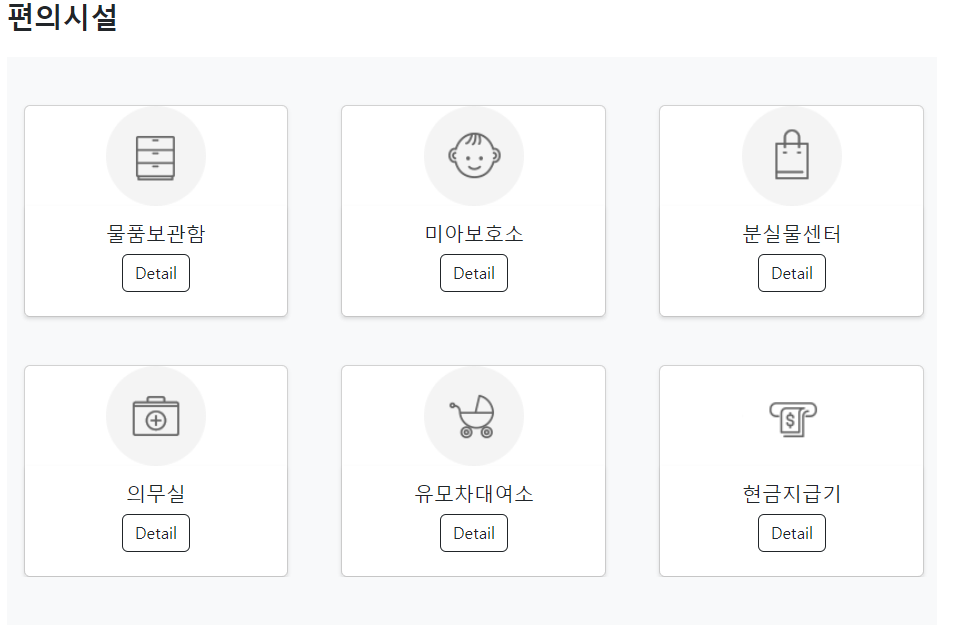 편의시설
물품보관함
Detail
미아보호소
Detail
분실물센터
Detail
의무실
Detail
유모차대여소
Detail
$
현금지급기
Detail